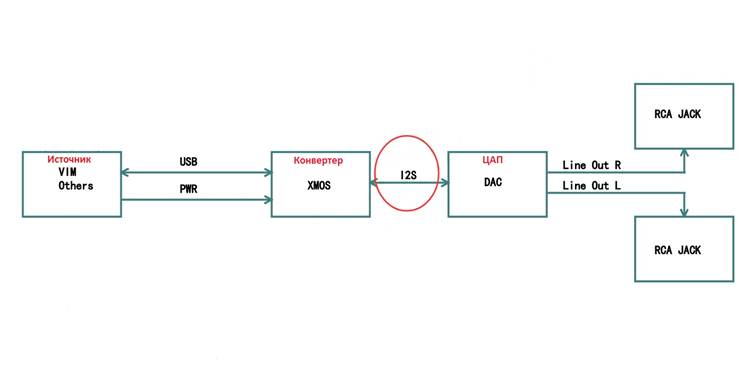 RCA JACK
Источник
VIM
Others
USB
PWR
Конвертер
XMOS
I2S
ЦАП
DAC
Line Out R
Line Out L
RCA JACK